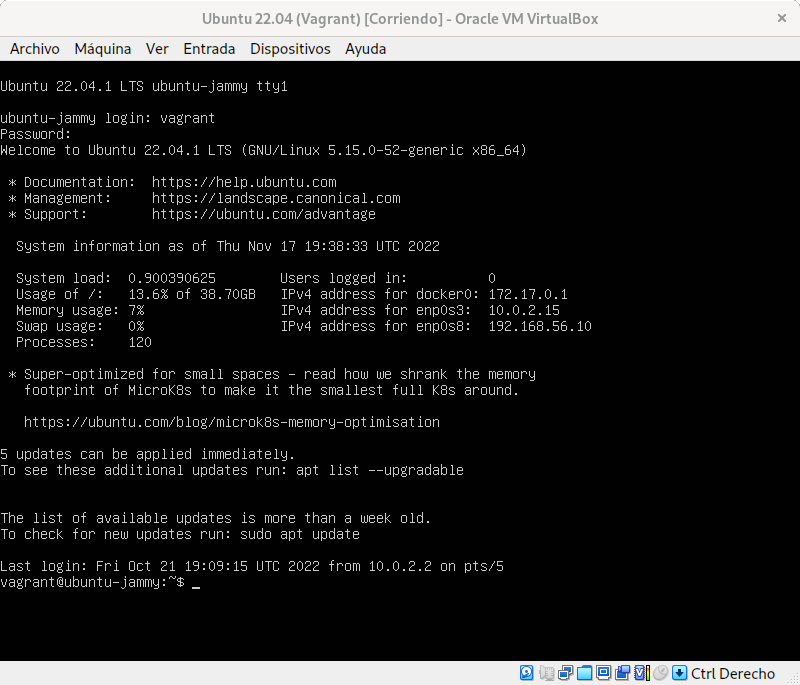 Ubuntu 22.04 (Vagrant) [Corriendo] - Oracle VM VirtualBox
Archivo Máquina Ver Entrada Dispositivos Ayuda
Ubuntu 22.04.1 LTS ubuntu-jammy tty1
ubuntu-jammy login: vagrant
Password:
Welcome to Ubuntu 22.04.1 LTS (GNU/Linux 5.15.0-52-generic x86_64)
* Documentation: https://help.ubuntu.com
* Management: https://landscape.canonical.com
* Support: https://ubuntu.com/advantage
System information as of Thu Nov 17 19:38:33 UTC 2022
System load: 0.900390625 Users logged in: 0
Usage of /: 13.6% of 38.70GB IPv4 address for docker0: 172.17.0.1
Memory usage: 7% IPv4 address for enp0s3: 10.0.2.15
Swap usage: 0% IPv4 address for enp0s8: 192.168.56.10
Processes: 120
* Super-optimized for small spaces - read how we shrank the memory
footprint of MicroK8s to make it the smallest full K8s around.
https://ubuntu.com/blog/microk8s-memory-optimisation
5 updates can be applied immediately.
To see these additional updates run: apt list --upgradable
The list of available updates is more than a week old.
To check for new updates run: sudo apt update
Last login: Fri Oct 21 19:09:15 UTC 2022 from 10.0.2.2 on pts/5
vagrant@ubuntu-jammy:~$ _
Ctrl Derecho